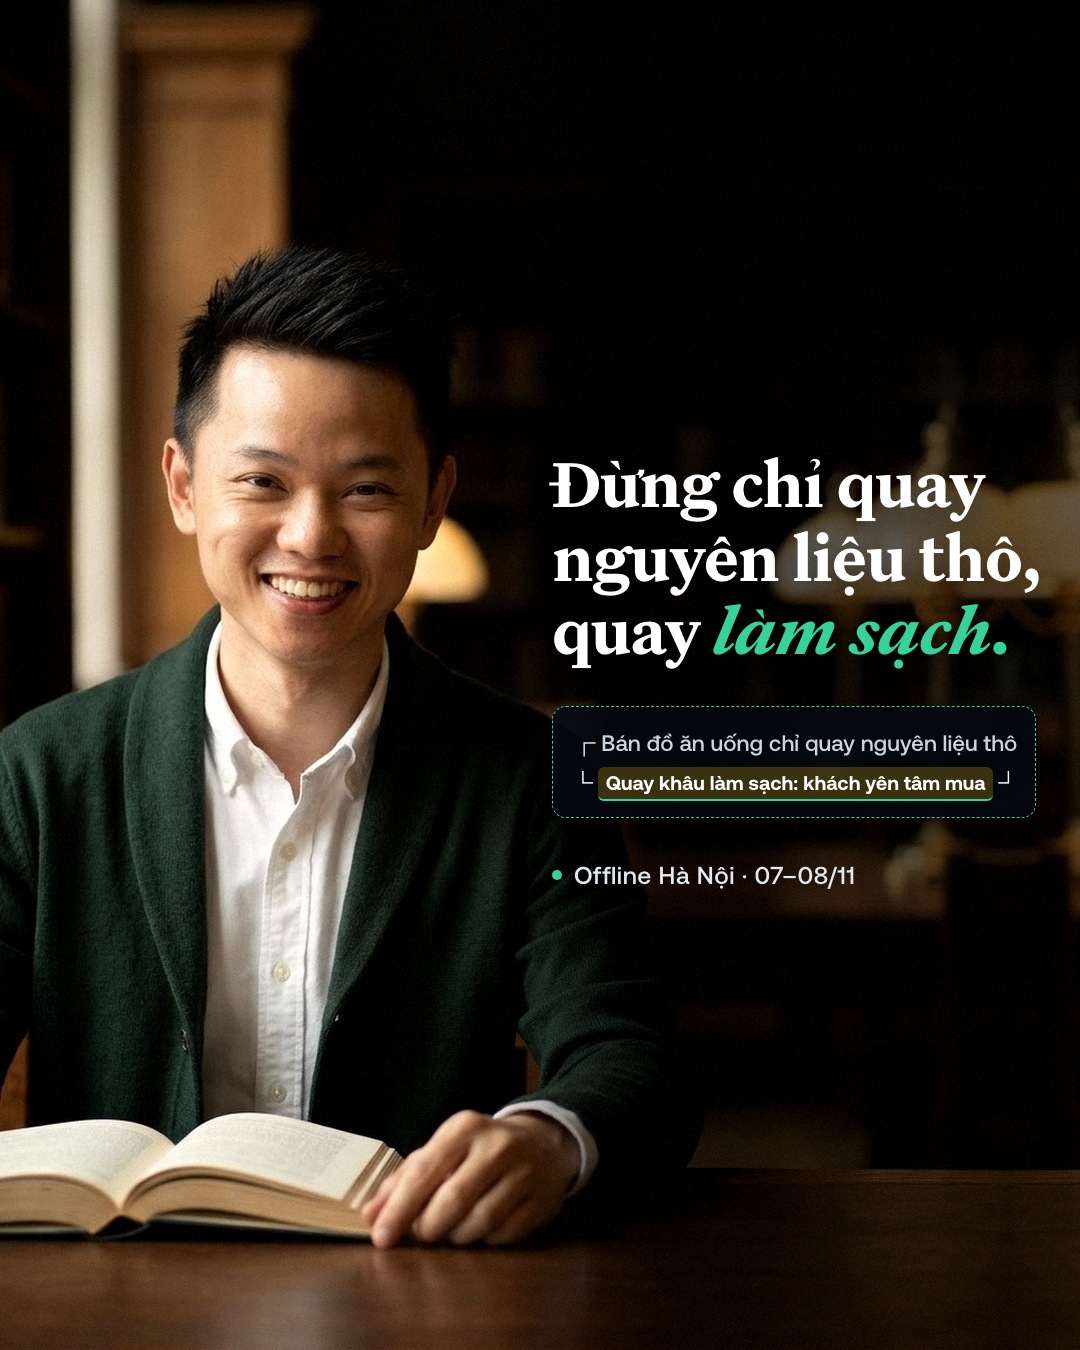 Đừng chỉ quay
nguyên liệu thô,
quay làm sạch.
Bán đồ ăn uống chỉ quay nguyên liệu thô
Quay khâu làm sạch: khách yên tâm mua
Offline Hà Nội · 07–08/11